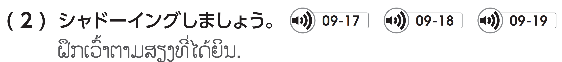 (2) シャドーイングしましょう。 09-17 09-18 09-19
ຝຶກເວົ້າຕາມສຽງທີ່ໄດ້ຍິນ.